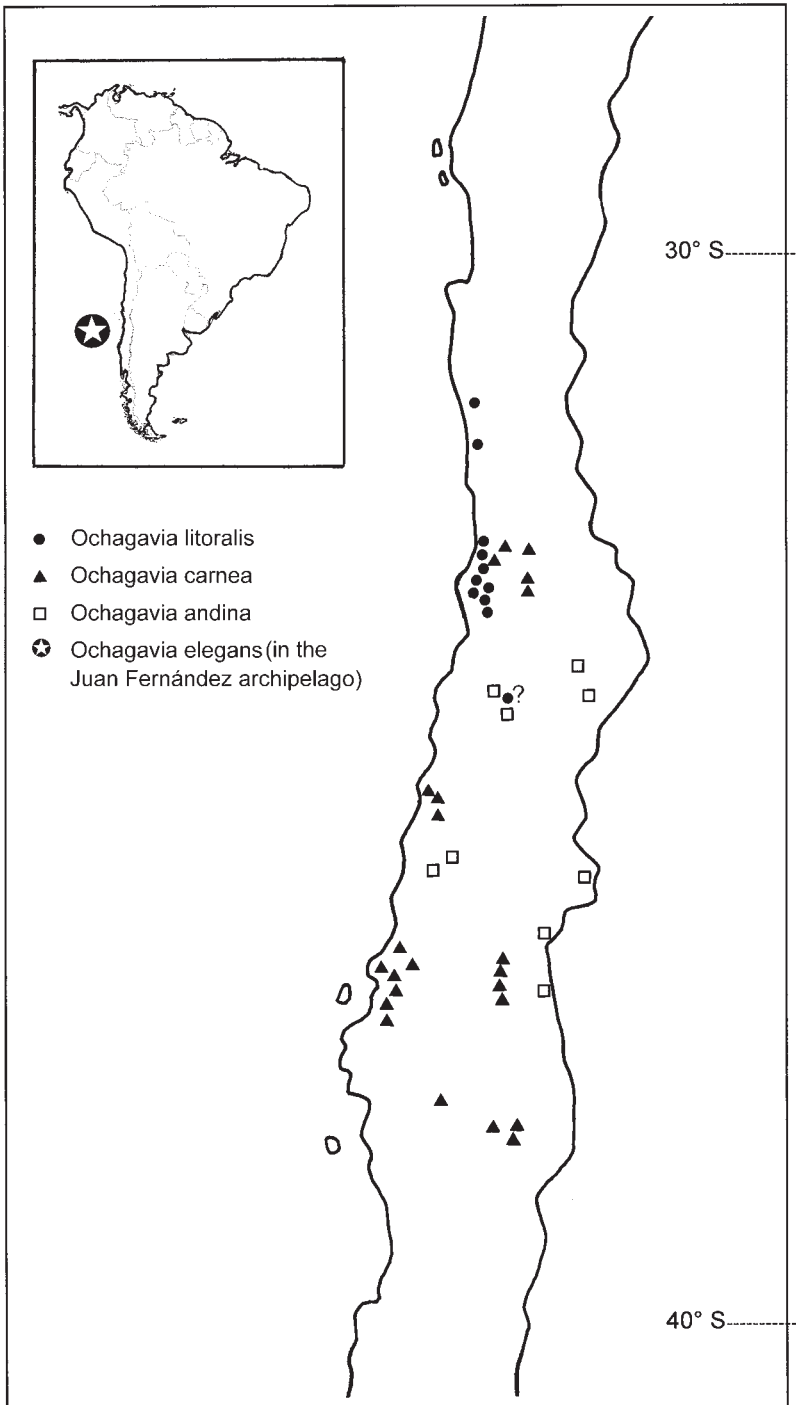 30° S
Ochagavia litoralis
Ochagavia carnea
Ochagavia andina
Ochagavia elegans (in the
Juan Fernández archipelago)
?
40° S